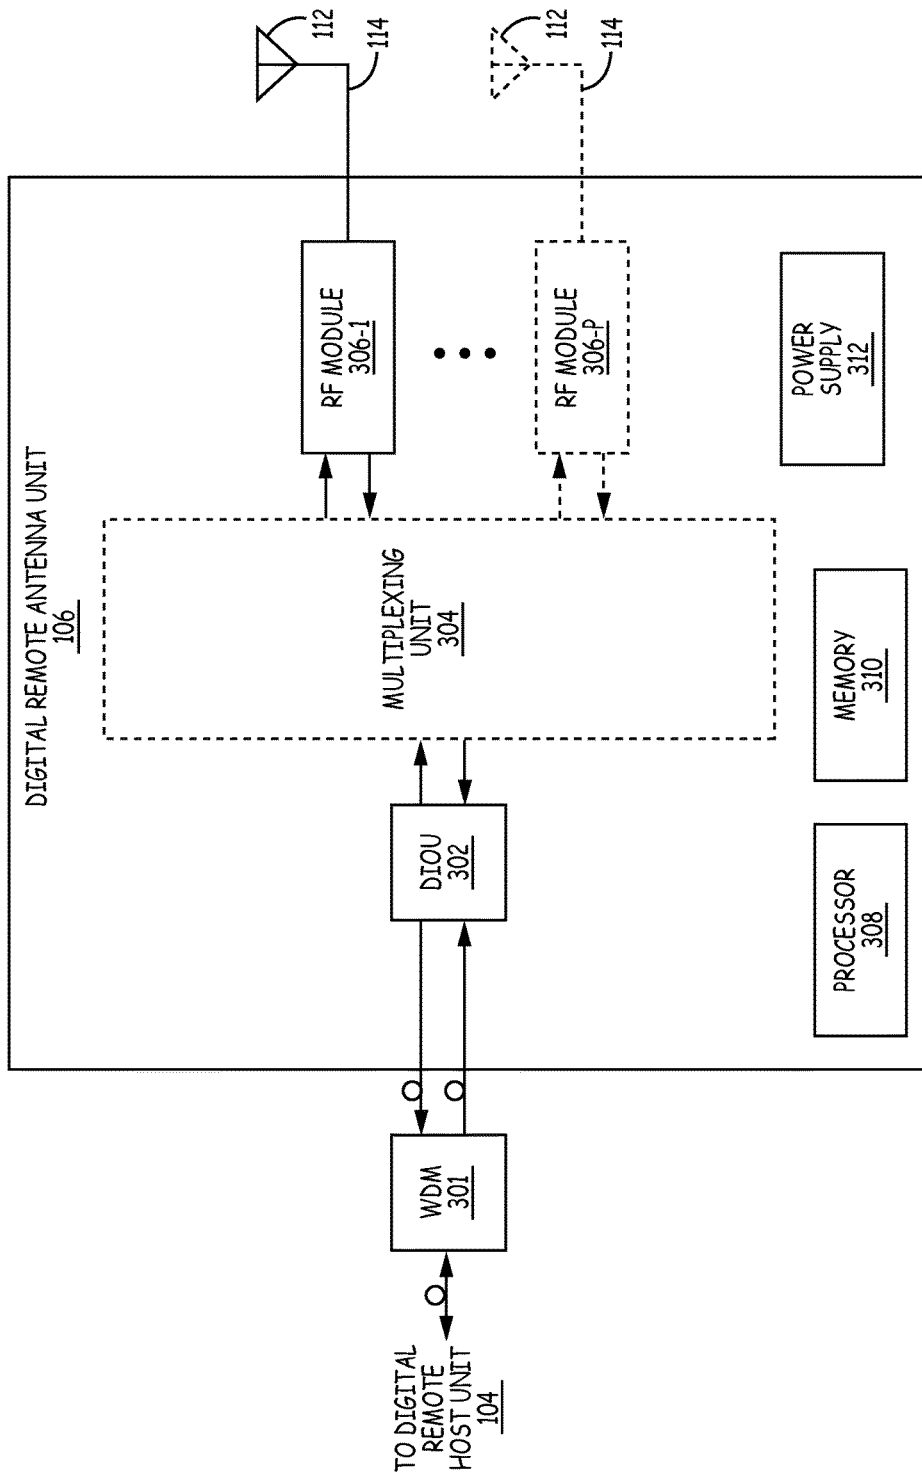 DIGITAL REMOTE ANTENNA UNIT
106
TO DIGITAL
REMOTE
HOST UNIT
104
WDM
301
DIOU
302
MULTIPLEXING
UNIT
304
RF MODULE
306-1
112
114
RF MODULE
306-P
112
114
PROCESSOR
308
MEMORY
310
POWER
SUPPLY
312